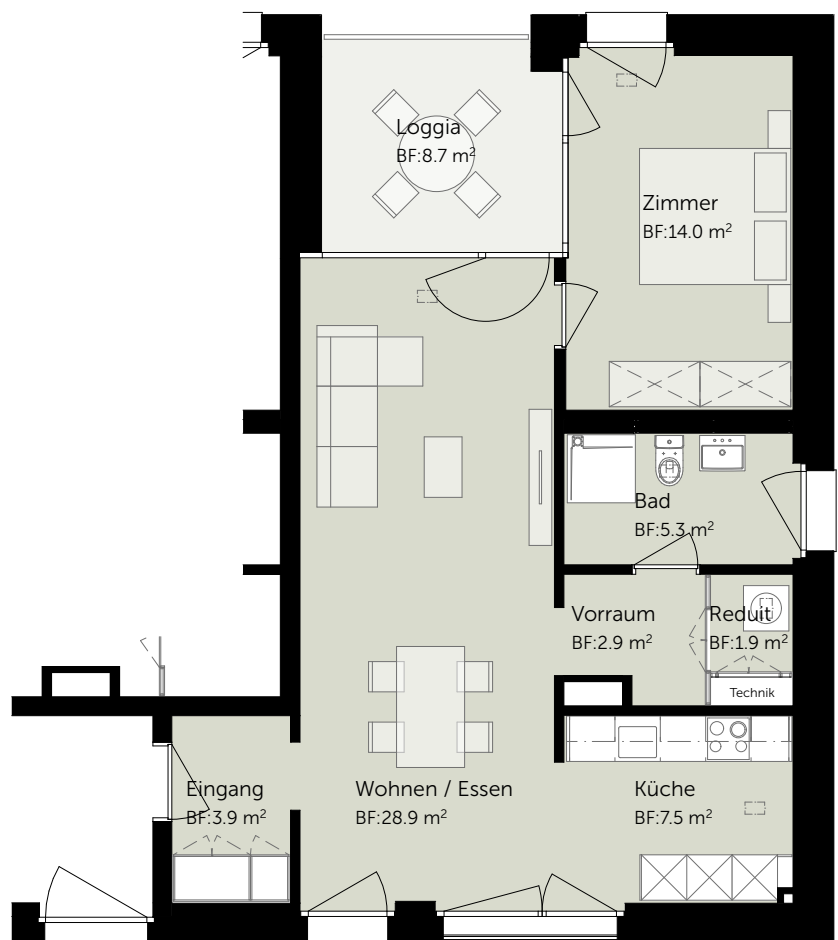 Loggia
BF:8.7 m²
Zimmer
BF:14.0 m²
Bad
BF:5.3 m²
Vorraum
BF:2.9 m²
Reduit
BF:1.9 m²
Technik
Eingang
BF:3.9 m²
Wohnen / Essen
BF:28.9 m²
Küche
BF:7.5 m²